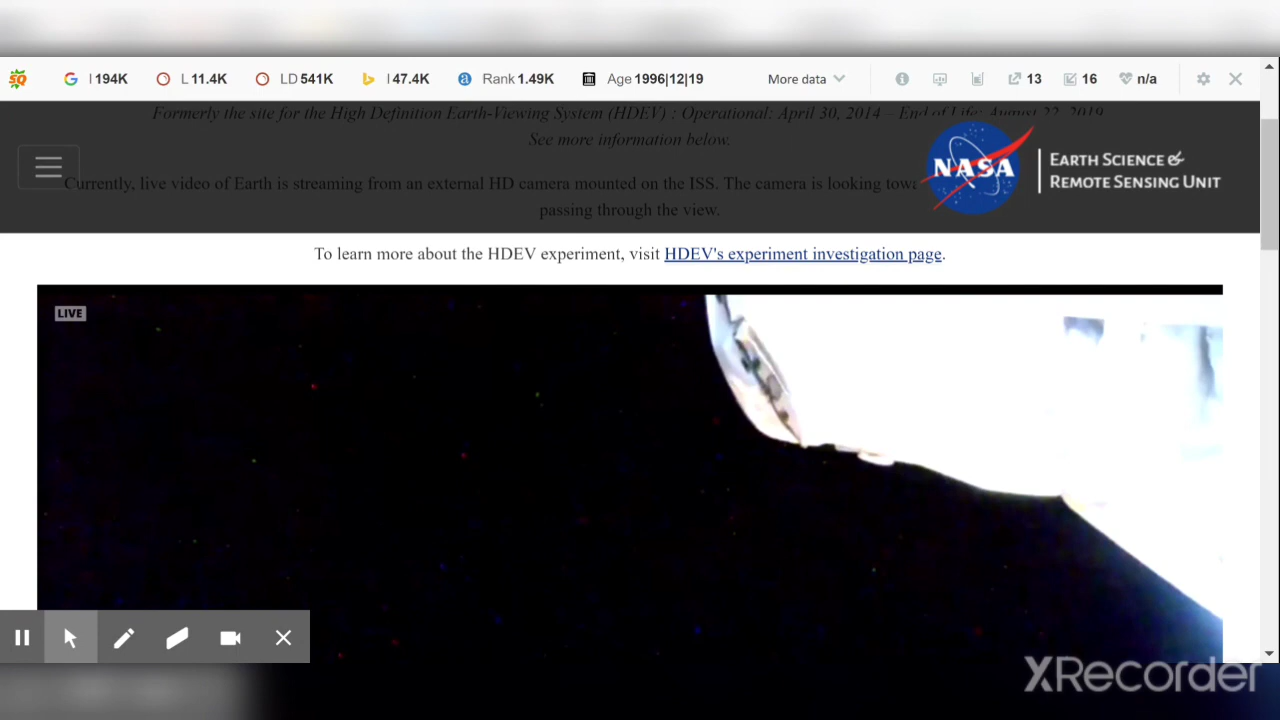 I 194K L 11.4K LD 541K I 47.4K Rank 1.49K Age 1996|12|19 More data 13 16 n/a
Formerly the site for the High Definition Earth-Viewing System (HDEV) : Operational: April 30, 2014 – End of Life: August 22, 2019
See more information below.
Currently, live video of Earth is streaming from an external HD camera mounted on the ISS. The camera is looking
passing through the view.
NASA
EARTH SCIENCE &
REMOTE SENSING UNIT
To learn more about the HDEV experiment, visit HDEV's experiment investigation page.
LIVE
XRecorder